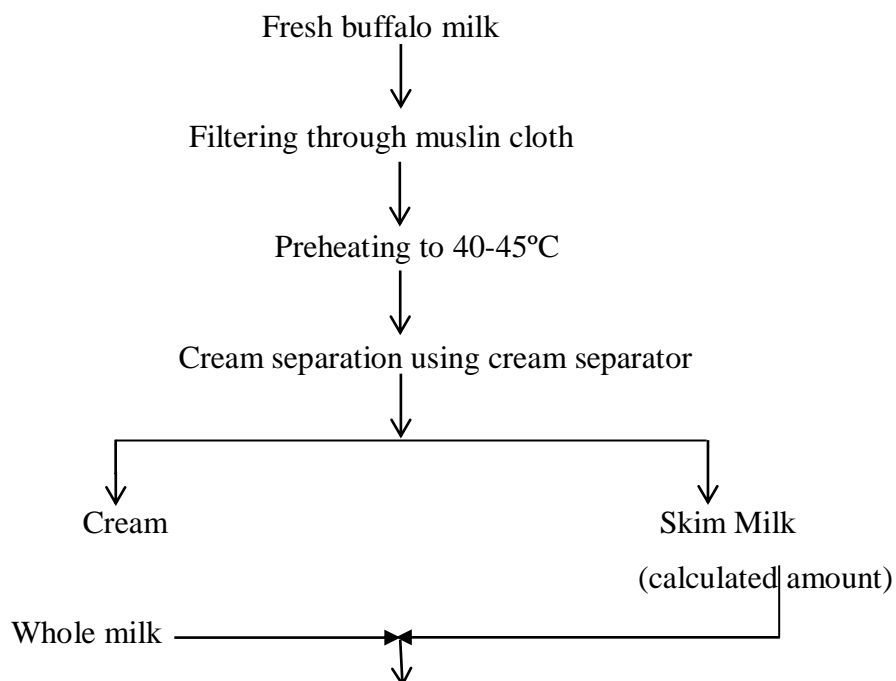 Fresh buffalo milk
Filtering through muslin cloth
Preheating to 40-45ºC
Cream separation using cream separator
Cream
Skim Milk
(calculated amount)
Whole milk